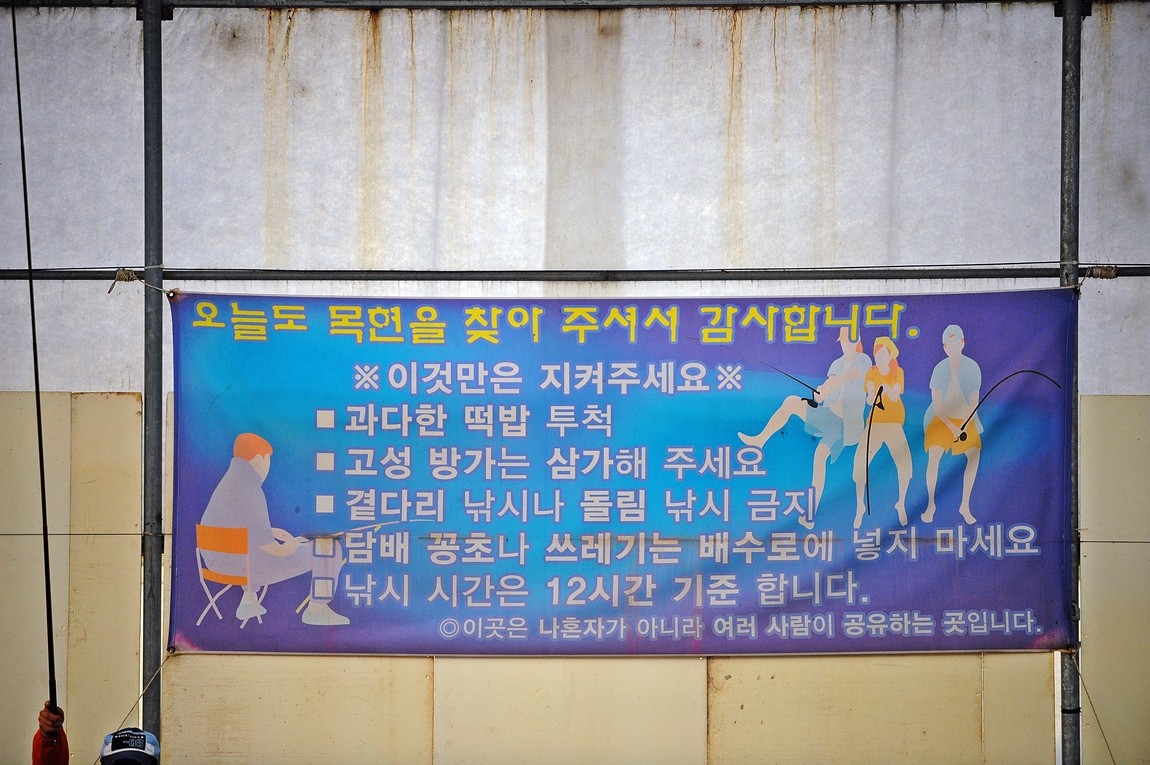 오늘도 목현을 찾아 주셔서 감사합니다.
※이것만은 지켜주세요※
■ 과다한 떡밥 투척
■ 고성 방가는 삼가해 주세요
■ 곁다리 낚시나 돌림 낚시 금지
■ 담배 꽁초나 쓰레기는 배수로에 넣지 마세요
■ 낚시 시간은 12시간 기준 합니다.
◎이곳은 나혼자가 아니라 여러 사람이 공유하는 곳입니다.